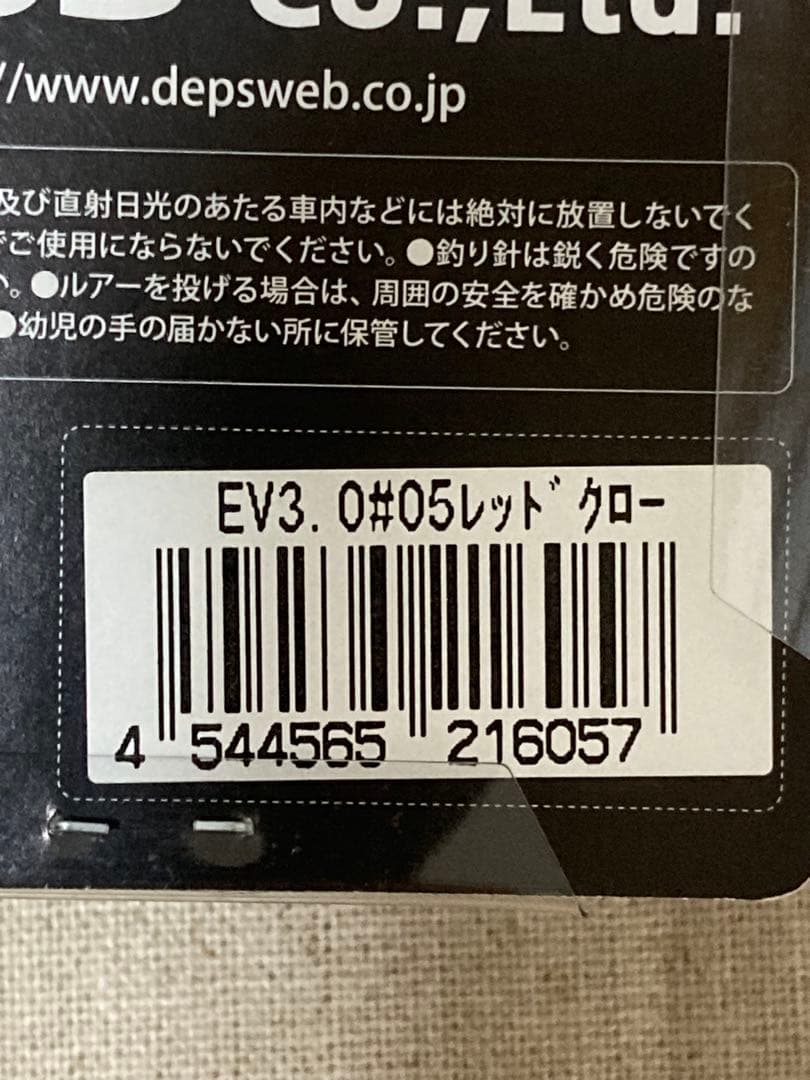 Co.,Ltd.
//www.depsweb.co.jp
及び直射日光のあたる車内などには絶対に放置しないでく
でご使用にならないでください。●釣り針は鋭く危険ですの
い。●ルアーを投げる場合は、周囲の安全を確かめ危険のな
●幼児の手の届かない所に保管してください。
EV3.0#05レッドクロー
4 544565 216057